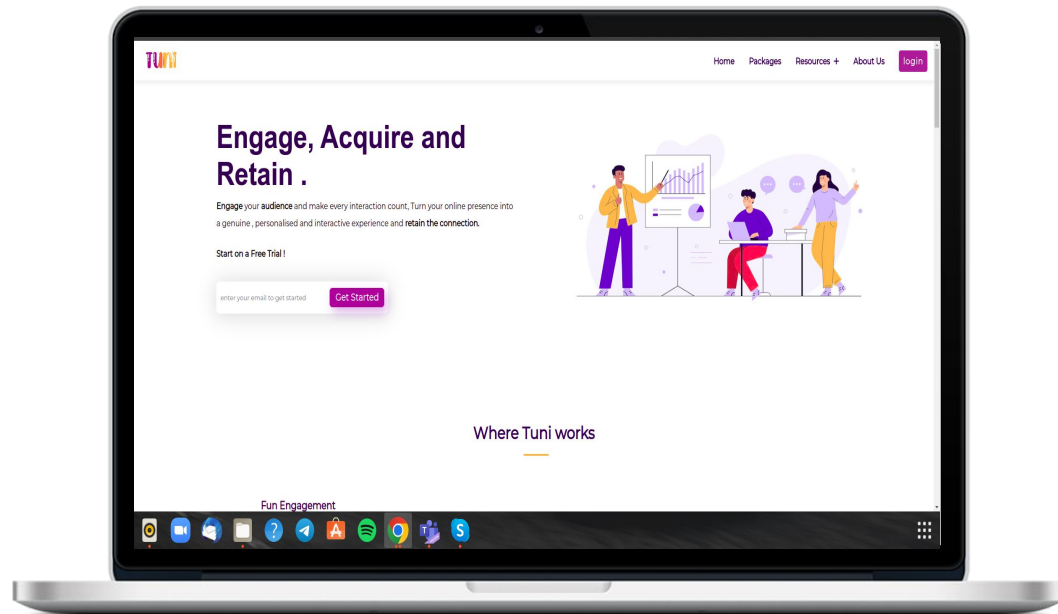 TUNI
Home Packages Resources + About Us login
Engage, Acquire and
Retain .
Engage your audience and make every interaction count, Turn your online presence into
a genuine , personalised and interactive experience and retain the connection.
Start on a Free Trial !
enter your email to get started Get Started
Where Tuni works
Fun Engagement